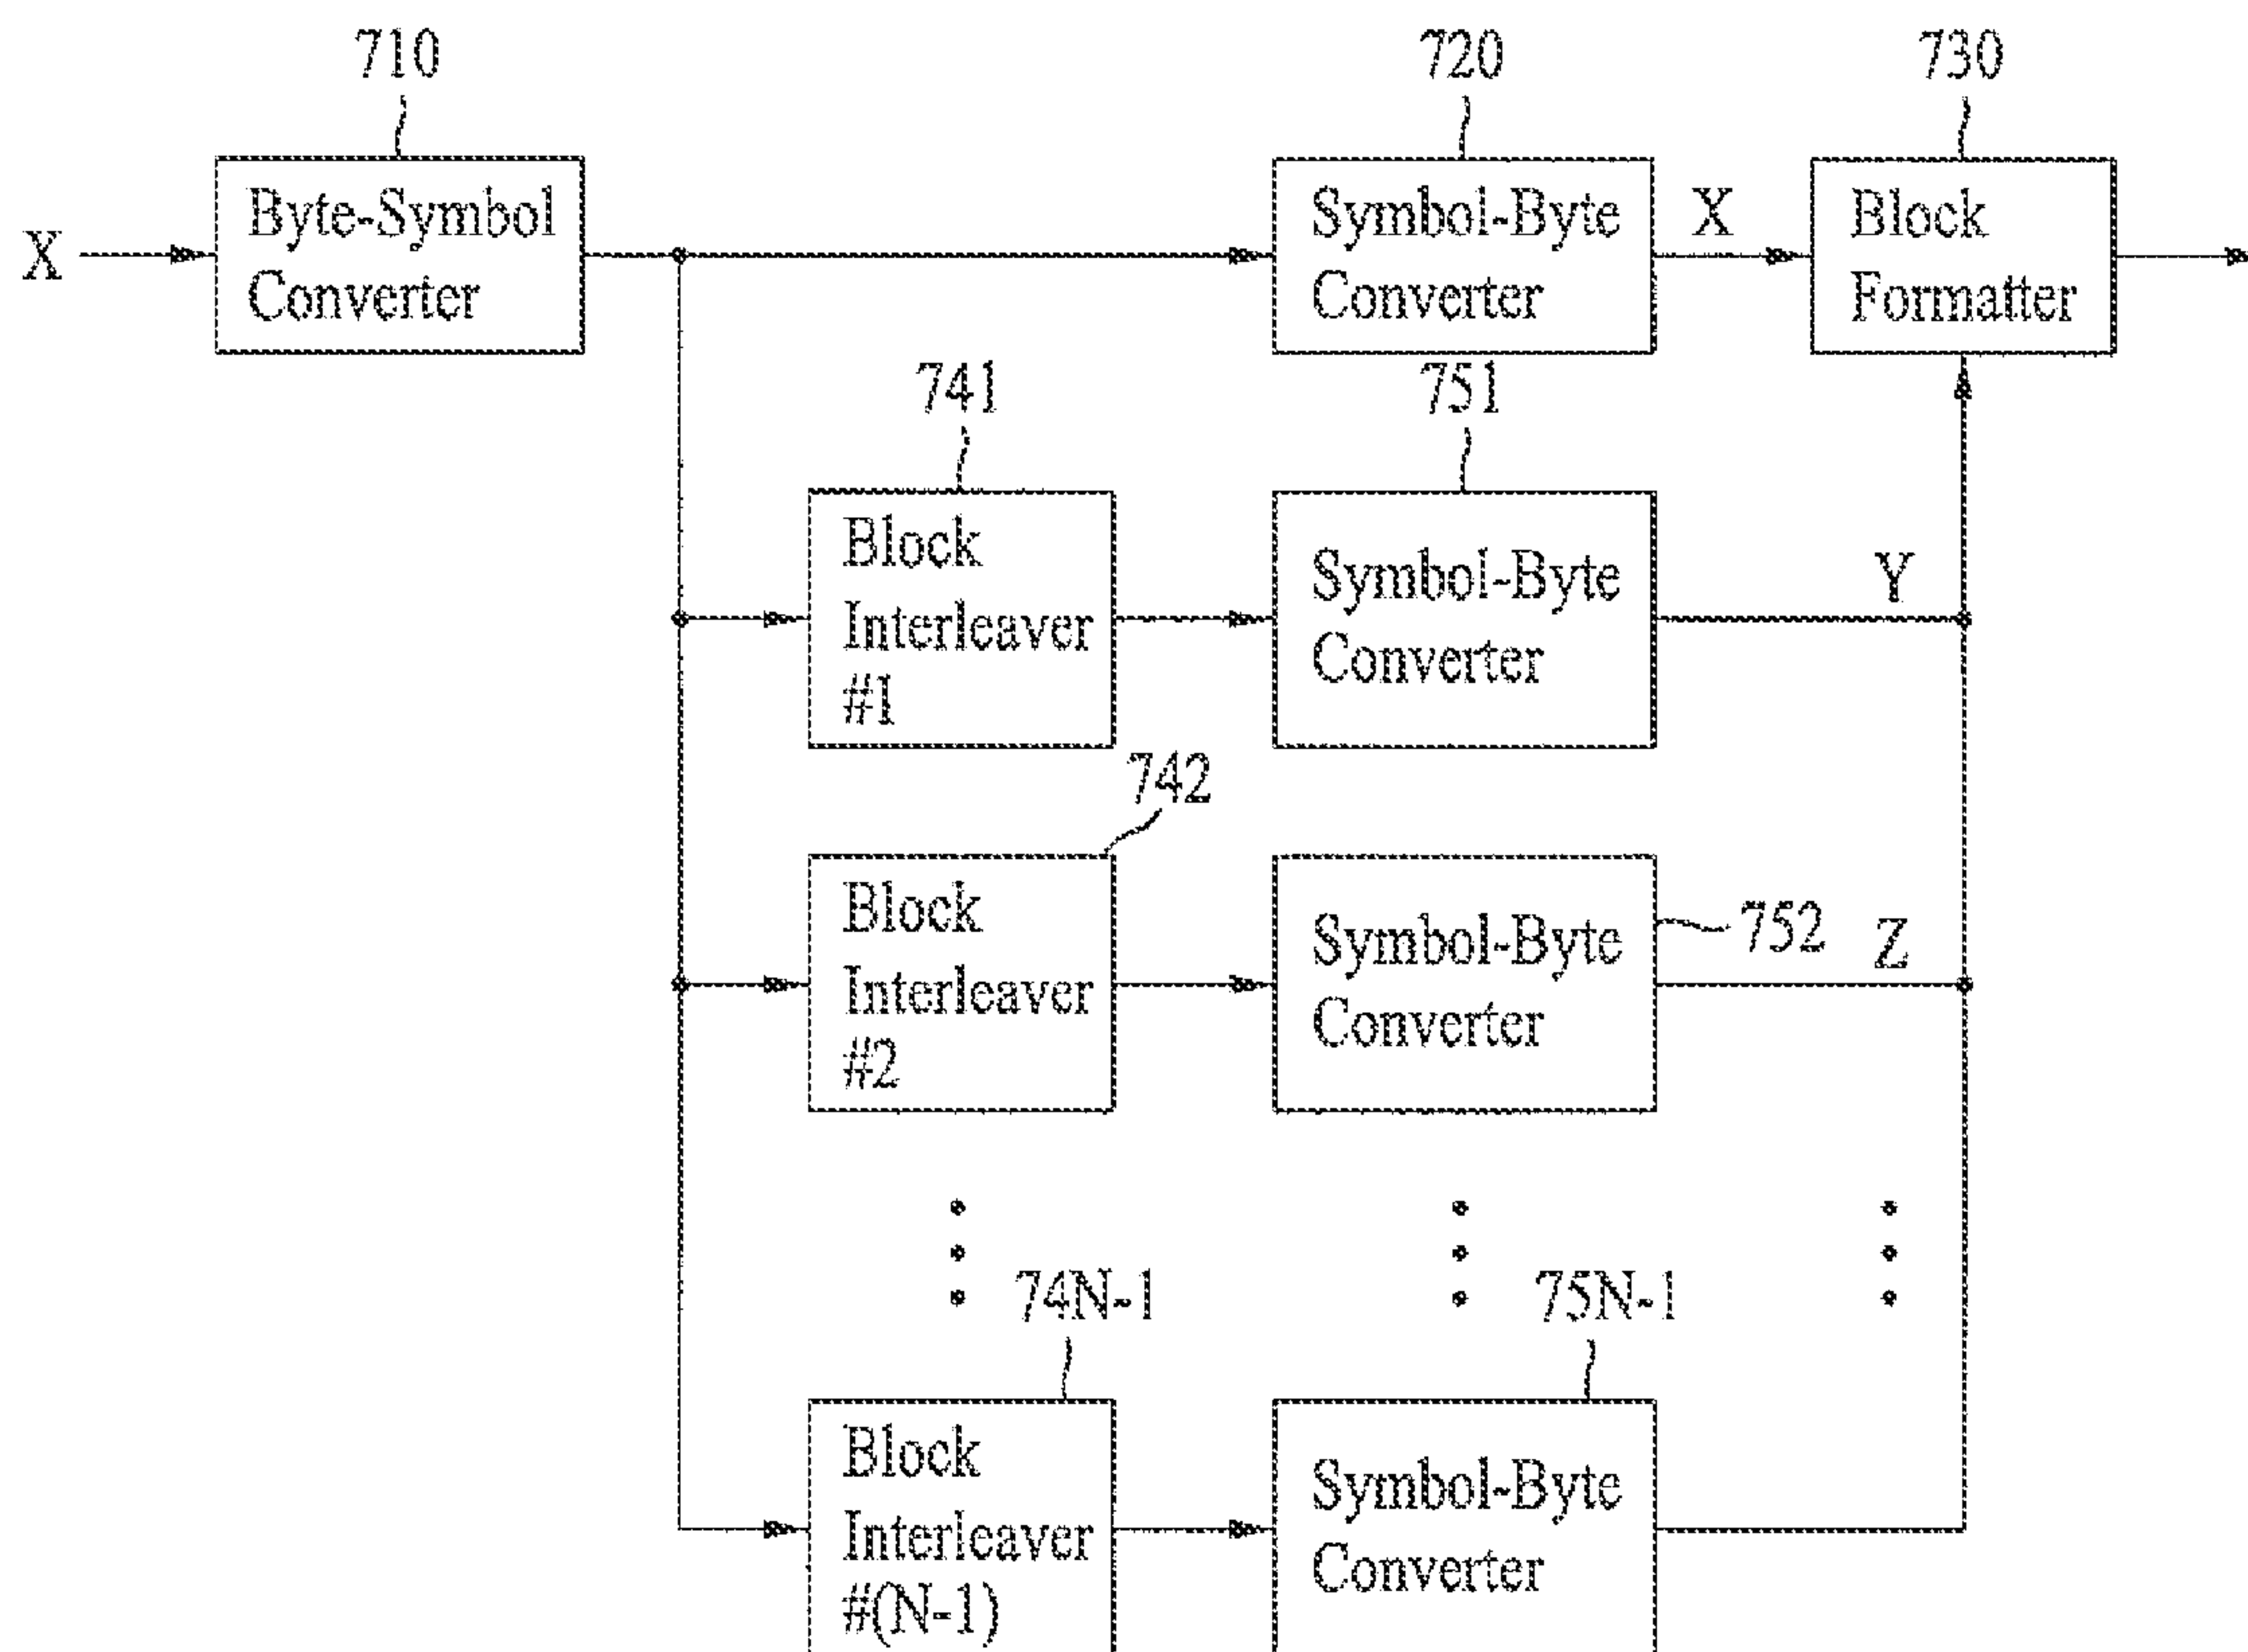 710
720
730
X
Byte-Symbol
Converter
Symbol-Byte
Converter
X
Block
Formatter
741
751
Block
Interleaver
#1
Symbol-Byte
Converter
Y
742
Block
Interleaver
#2
Symbol-Byte
Converter
752
Z
74N-1
75N-1
Block
Interleaver
#(N-1)
Symbol-Byte
Converter